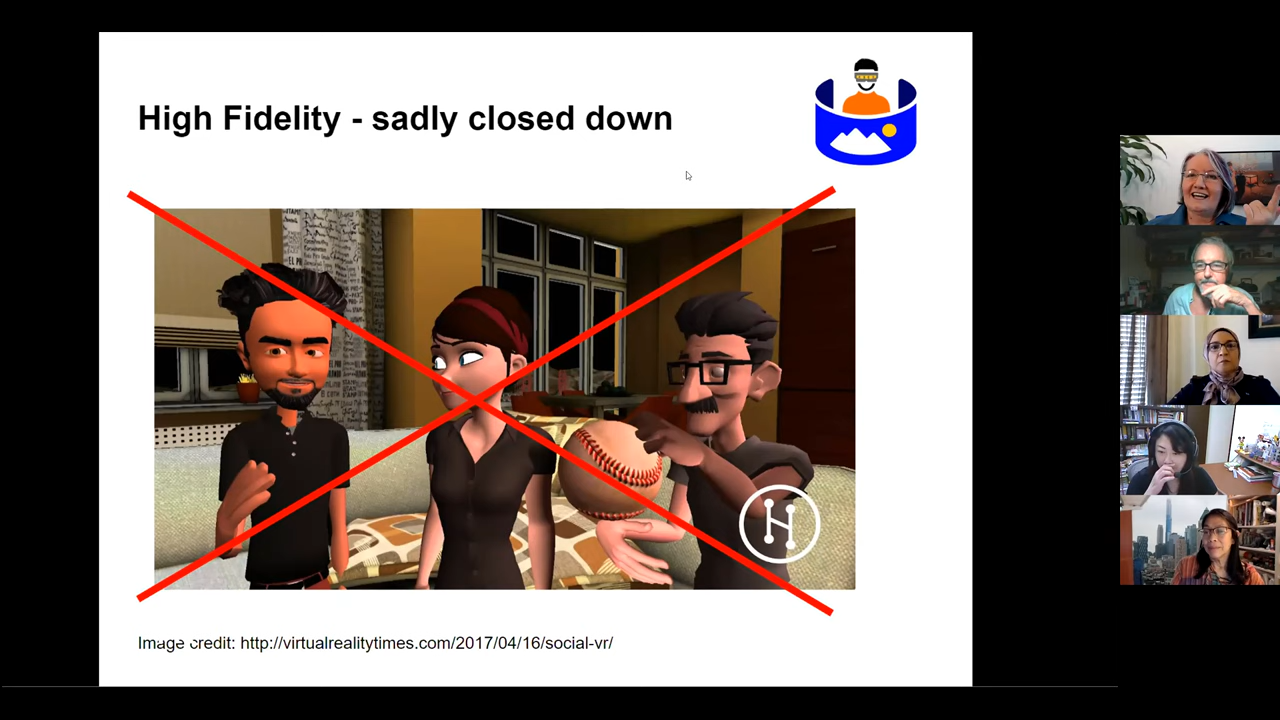 High Fidelity - sadly closed down
Image credit: http://virtualrealitytimes.com/2017/04/16/social-vr/